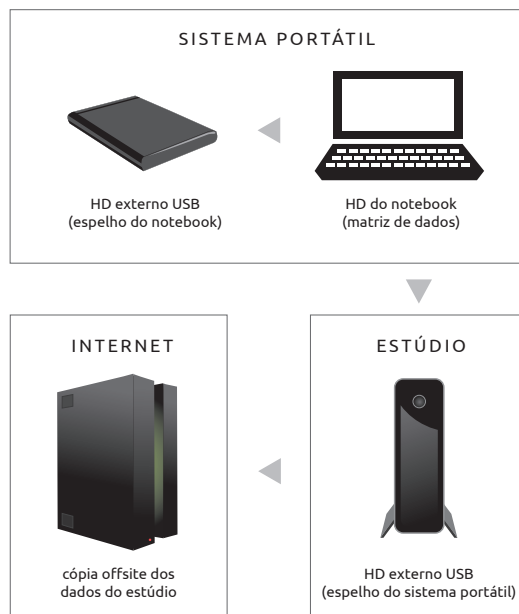 SISTEMA PORTÁTIL
HD externo USB
(espelho do notebook)
HD do notebook
(matriz de dados)
INTERNET
cópia offsite dos
dados do estúdio
ESTÚDIO
HD externo USB
(espelho do sistema portátil)